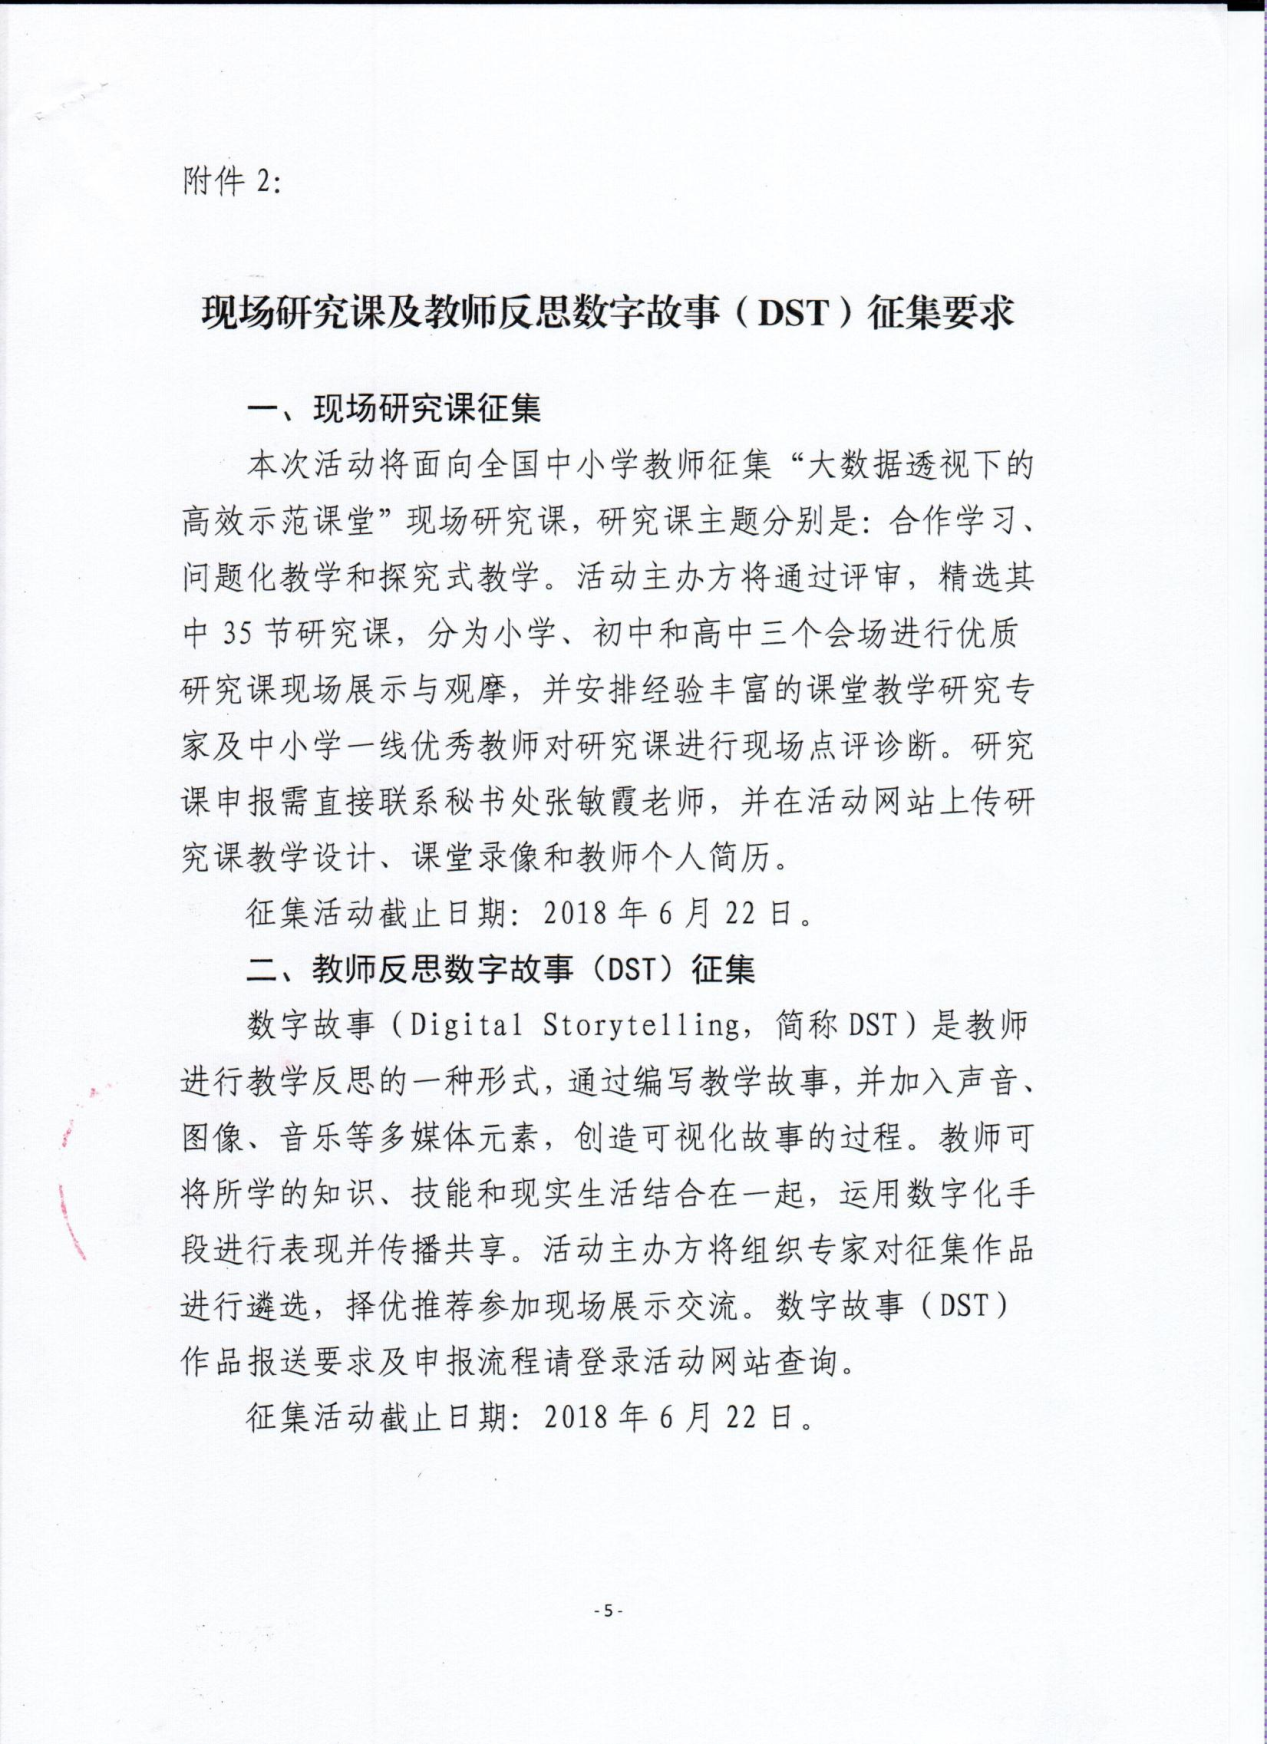 附件 2：
现场研究课及教师反思数字故事（DST）征集要求
一、现场研究课征集
本次活动将面向全国中小学教师征集“大数据透视下的
高效示范课堂”现场研究课，研究课主题分别是：合作学习、
问题化教学和探究式教学。活动主办方将通过评审，精选其
中 35 节研究课，分为小学、初中和高中三个会场进行优质
研究课现场展示与观摩，并安排经验丰富的课堂教学研究专
家及中小学一线优秀教师对研究课进行现场点评诊断。研究
课申报需直接联系秘书处张敏霞老师，并在活动网站上传研
究课教学设计、课堂录像和教师个人简历。
征集活动截止日期：2018 年 6 月 22 日。
二、教师反思数字故事（DST）征集
数字故事（Digital Storytelling，简称 DST）是教师
进行教学反思的一种形式，通过编写教学故事，并加入声音、
图像、音乐等多媒体元素，创造可视化故事的过程。教师可
将所学的知识、技能和现实生活结合在一起，运用数字化手
段进行表现并传播共享。活动主办方将组织专家对征集作品
进行遴选，择优推荐参加现场展示交流。数字故事（DST）
作品报送要求及申报流程请登录活动网站查询。
征集活动截止日期：2018 年 6 月 22 日。
- 5 -